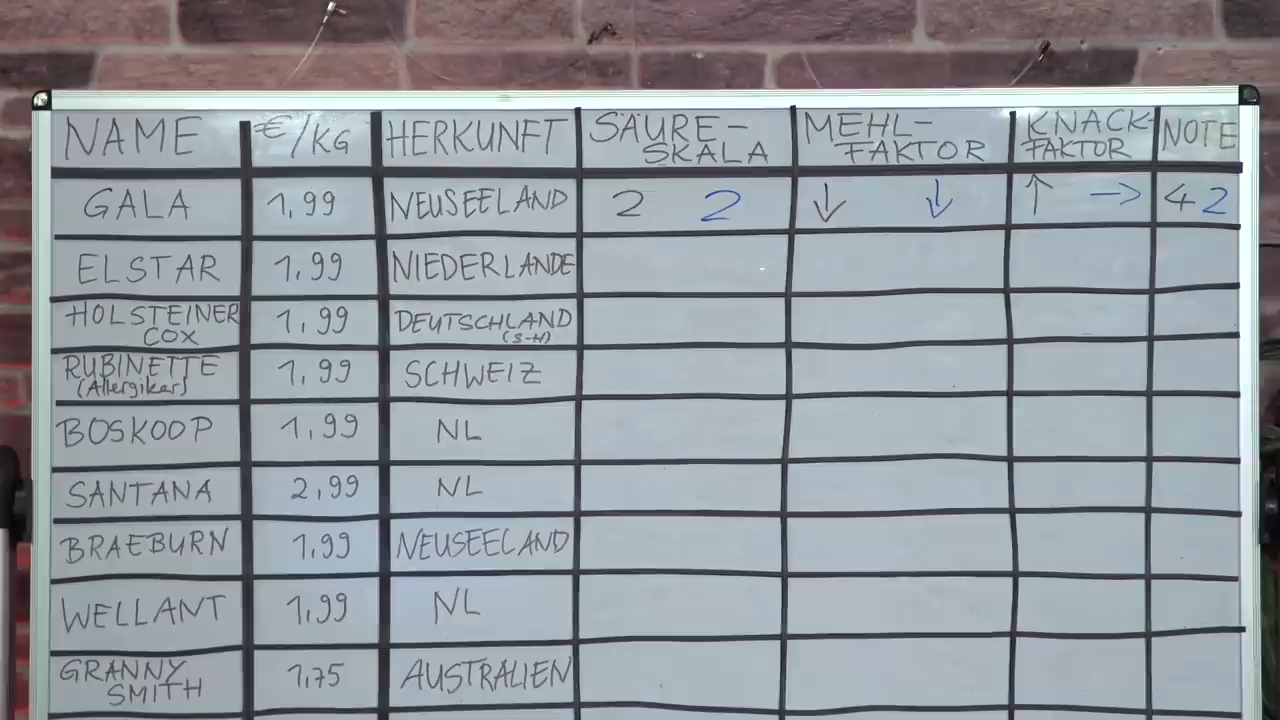 NAME €/KG HERKUNFT SÄURE- MEHL- KNACK- NOTE
SKALA FAKTOR FAKTOR
GALA 1,99 NEUSEELAND 2 2 ↓ ↓ ↑ → 4 2
ELSTAR 1,99 NIEDERLANDE
HOLSTEINER 1,99 DEUTSCHLAND
COX (S-H)
RUBINETTE 1,99 SCHWEIZ
(Allergiker)
BOSKOOP 1,99 NL
SANTANA 2,99 NL
BRAEBURN 1,99 NEUSEELAND
WELLANT 1,99 NL
GRANNY 1,75 AUSTRALIEN
SMITH